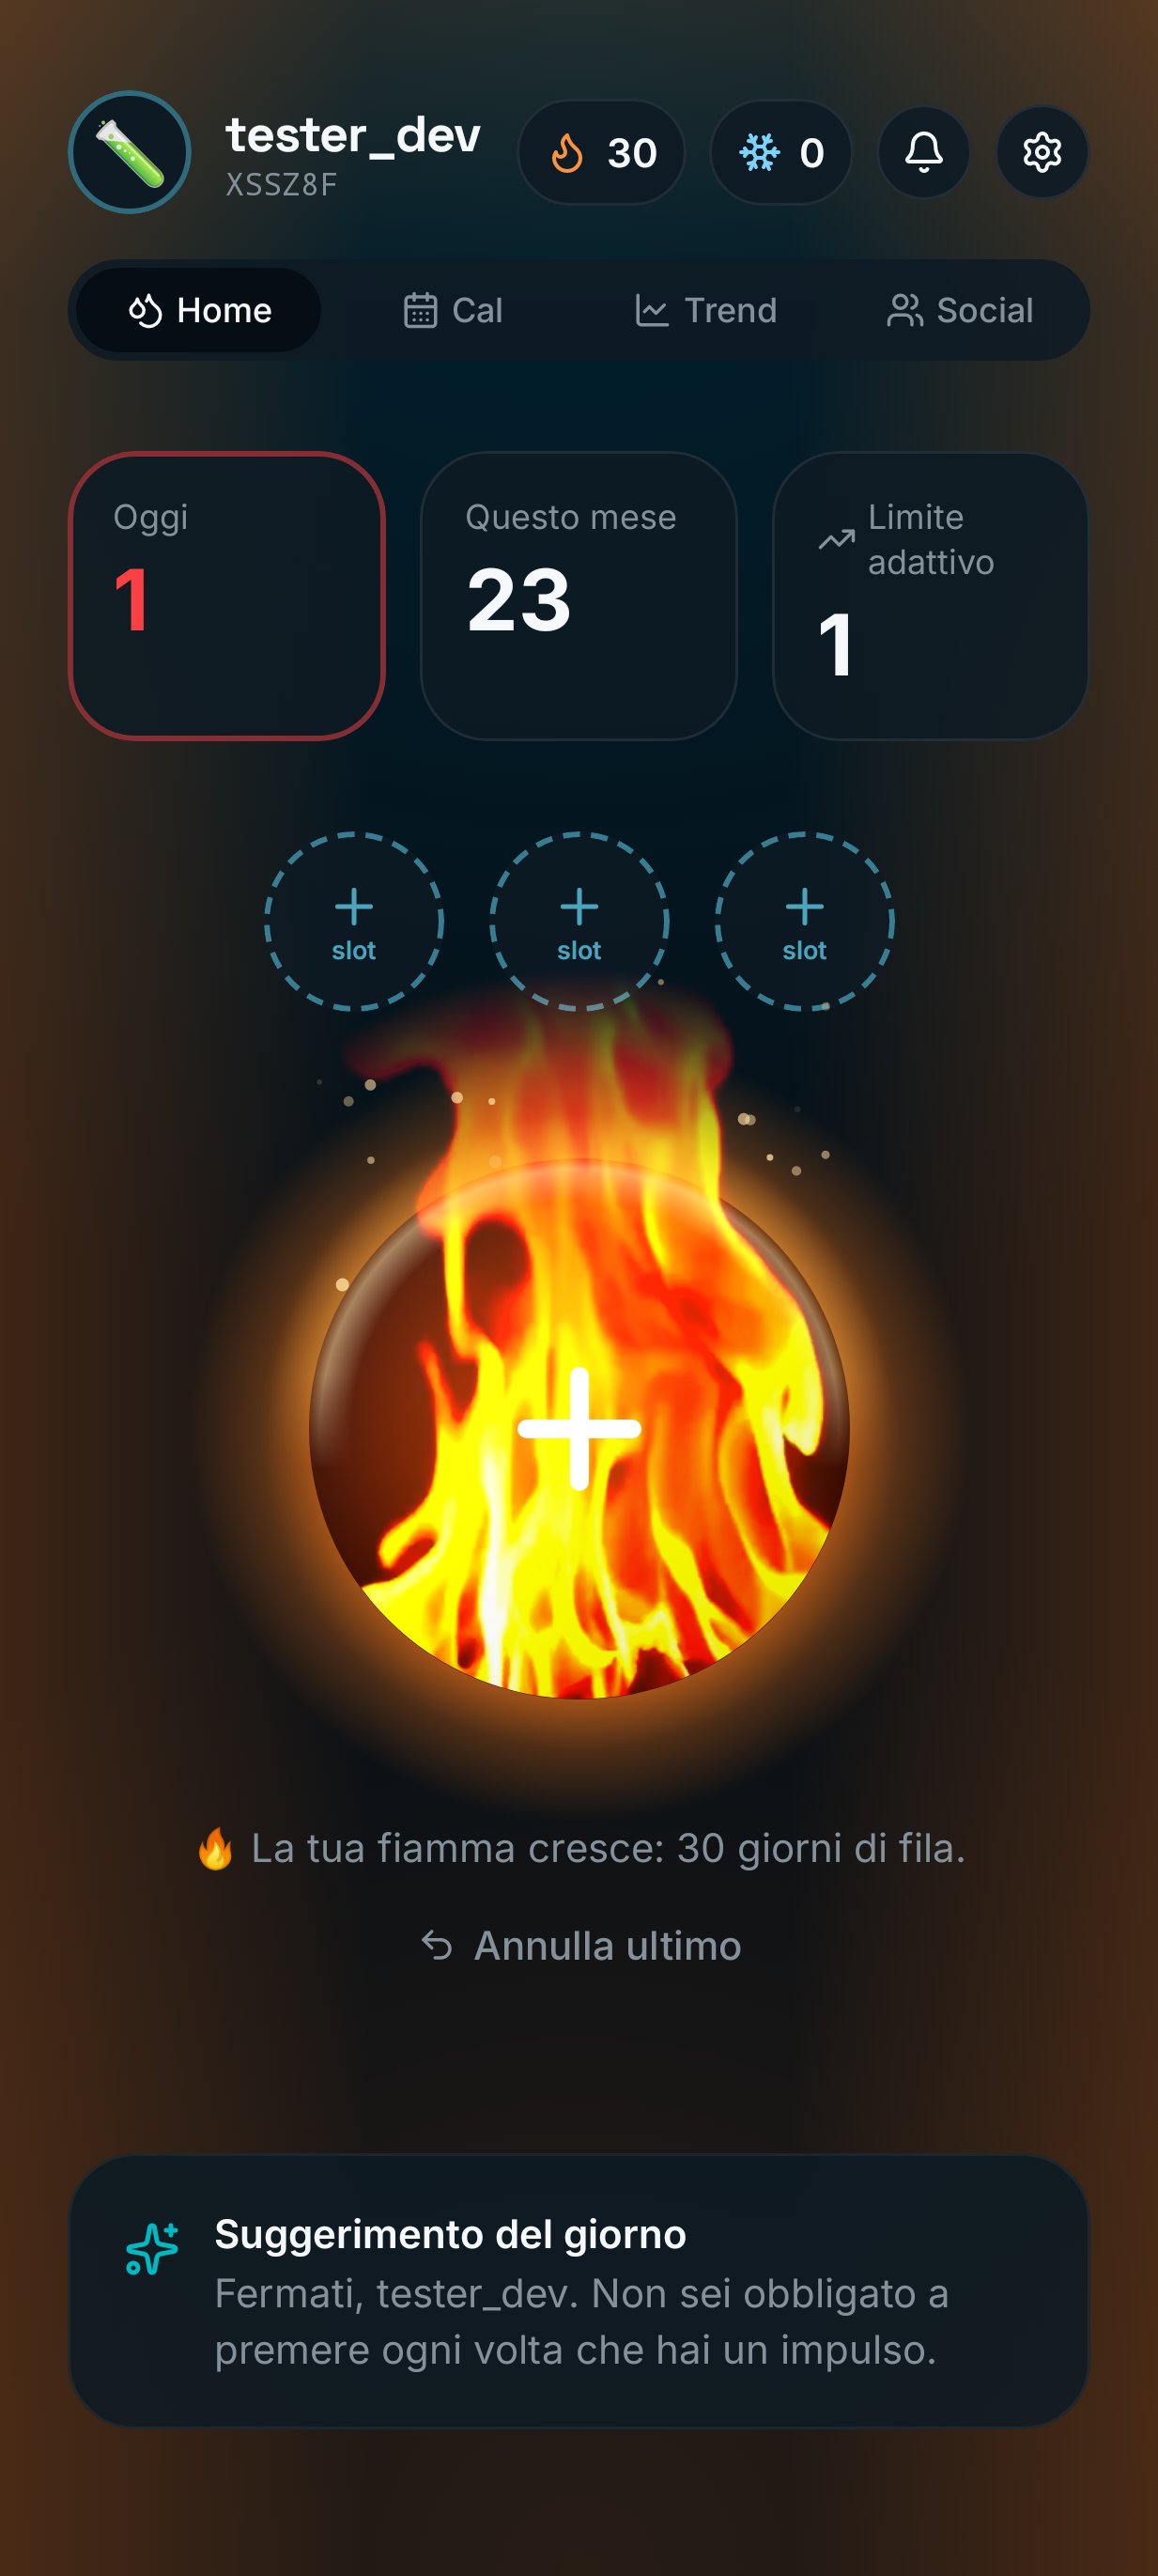 tester_dev
XSSZ8F
30
0
Home
Cal
Trend
Social
Oggi
1
Questo mese
23
Limite
adattivo
1
slot
slot
slot
🔥 La tua fiamma cresce: 30 giorni di fila.
Annulla ultimo
Suggerimento del giorno
Fermati, tester_dev. Non sei obbligato a
premere ogni volta che hai un impulso.